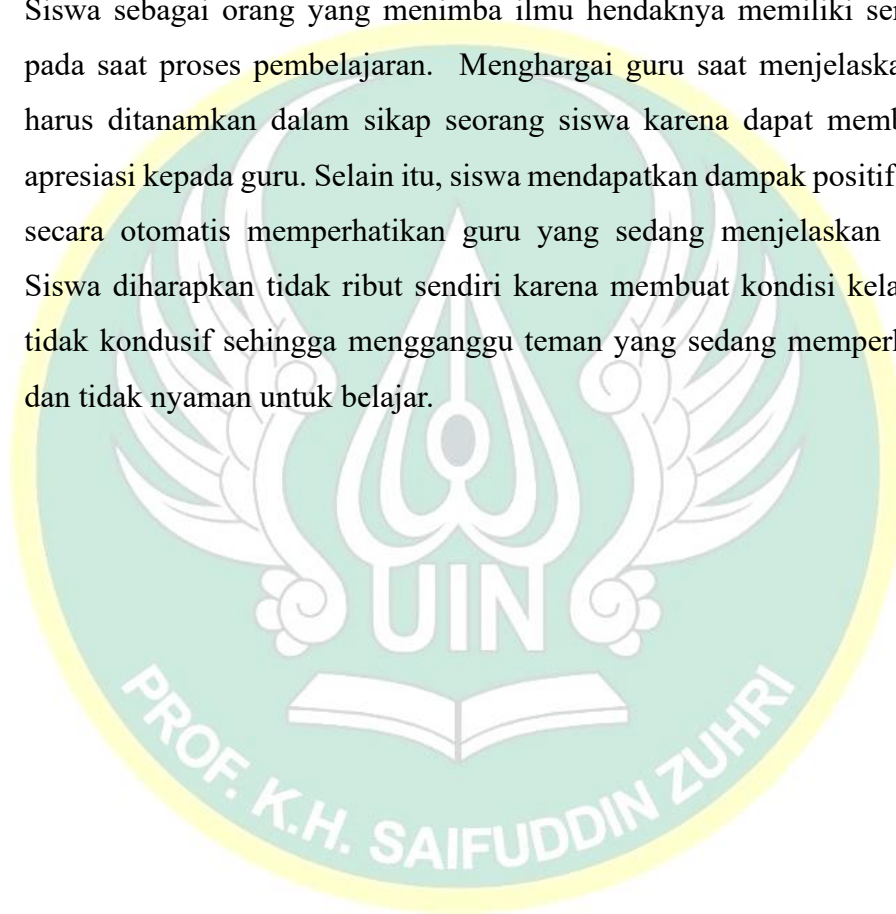 Siswa sebagai orang yang menimba ilmu hendaknya memiliki
pada saat proses pembelajaran. Menghargai guru saat
harus ditanamkan dalam sikap seorang siswa karena dapat
apresiasi kepada guru. Selain itu, siswa mendapatkan dampak positif
secara otomatis memperhatikan guru yang sedang menjelaskan
Siswa diharapkan tidak ribut sendiri karena membuat kondisi
tidak kondusif sehingga mengganggu teman yang sedang
dan tidak nyaman untuk belajar.
UIN
PROF. K.H. SAIFUDDIN ZUHRI